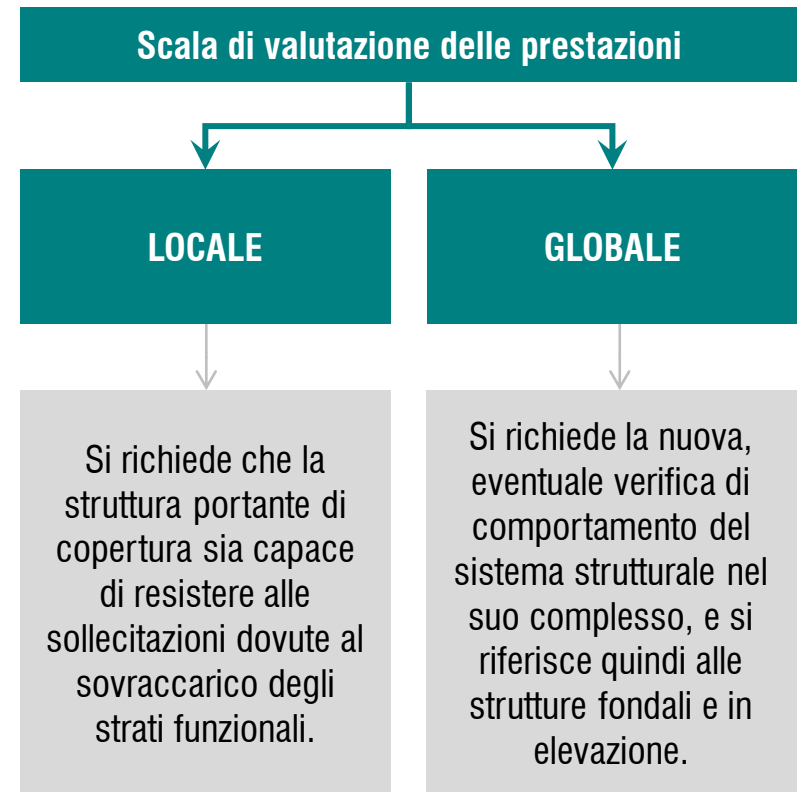 Scala di valutazione delle prestazioni
LOCALE
GLOBALE
Si richiede che la
struttura portante di
copertura sia capace
di resistere alle
sollecitazioni dovute al
sovraccarico degli
strati funzionali.
Si richiede la nuova,
eventuale verifica di
comportamento del
sistema strutturale nel
suo complesso, e si
riferisce quindi alle
strutture fondali e in
elevazione.